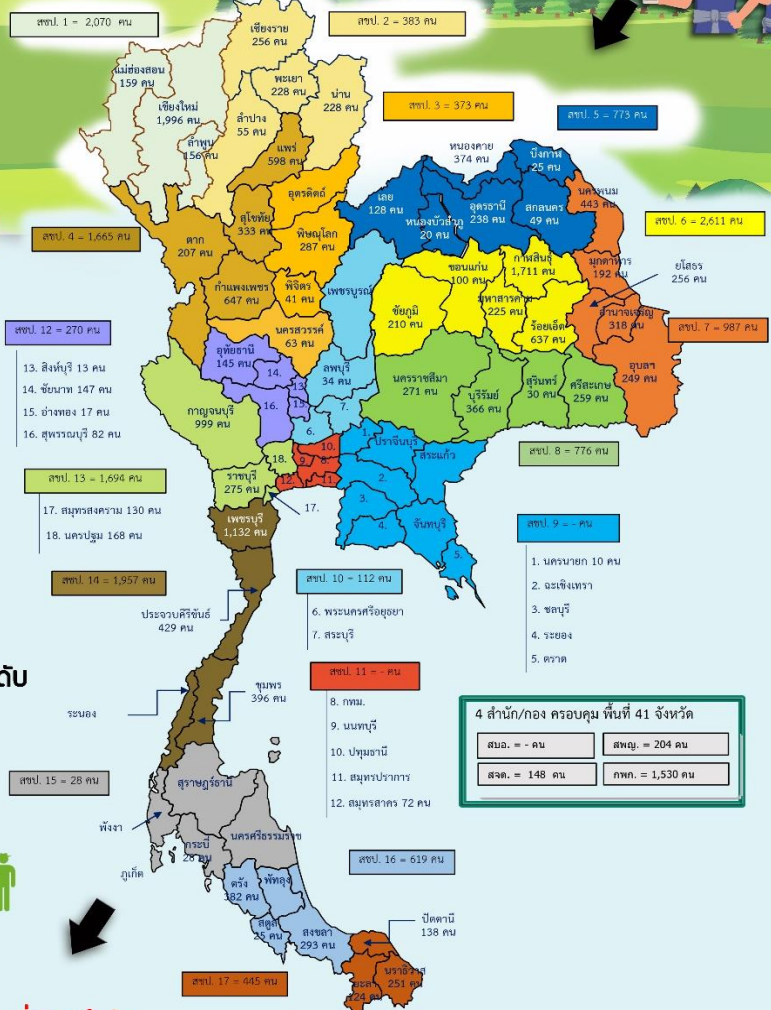 สชป. 1 = 2,070 คน
สชป. 2 = 383 คน
เชียงราย
256 คน
แม่ฮ่องสอน
159 คน
พะเยา
228 คน
น่าน
228 คน
เชียงใหม่
1,996 คน
ลำปาง
55 คน
ลำพูน
156 คน
แพร่
598 คน
สชป. 3 = 373 คน
สชป. 5 = 773 คน
หนองคาย
374 คน
บึงกาฬ
25 คน
อุตรดิตถ์
เลย
128 คน
อุดรธานี
238 คน
สกลนคร
49 คน
นครพนม
443 คน
หนองบัวลำภู
20 คน
สชป. 6 = 2,611 คน
สชป. 4 = 1,665 คน
ตาก
207 คน
สุโขทัย
333 คน
พิษณุโลก
287 คน
กำแพงเพชร
647 คน
พิจิตร
41 คน
เพชรบูรณ์
ขอนแก่น
100 คน
กาฬสินธุ์
1,711 คน
มุกดาหาร
192 คน
ยโสธร
256 คน
ชัยภูมิ
210 คน
มหาสารคาม
225 คน
ร้อยเอ็ด
637 คน
อำนาจเจริญ
318 คน
สชป. 7 = 987 คน
นครสวรรค์
63 คน
สชป. 12 = 270 คน
13. สิงห์บุรี 13 คน
14. ชัยนาท 147 คน
15. อ่างทอง 17 คน
16. สุพรรณบุรี 82 คน
อุทัยธานี
145 คน
14.
13
15.
16.
ลพบุรี
34 คน
7.
6.
นครราชสีมา
271 คน
บุรีรัมย์
366 คน
สุรินทร์
30 คน
ศรีสะเกษ
259 คน
อุบลฯ
249 คน
กาญจนบุรี
999 คน
สชป. 8 = 776 คน
สชป. 13 = 1,694 คน
17. สมุทรสงคราม 130 คน
18. นครปฐม 168 คน
18.
10.
9.
8.
12.
11.
ราชบุรี
275 คน
17.
1.
ปราจีนบุรี
สระแก้ว
2.
3.
4.
จันทบุรี
5.
เพชรบุรี
1,132 คน
สชป. 9 = - คน
1. นครนายก 10 คน
2. ฉะเชิงเทรา
3. ชลบุรี
4. ระยอง
5. ตราด
สชป. 14 = 1,957 คน
ประจวบคีรีขันธ์
429 คน
สชป. 10 = 112 คน
6. พระนครศรีอยุธยา
7. สระบุรี
สชป. 11 = - คน
8. กทม.
9. นนทบุรี
10. ปทุมธานี
11. สมุทรปราการ
12. สมุทรสาคร 72 คน
ดับ
ระนอง
ชุมพร
396 คน
4 สำนัก/กอง ครอบคุม พื้นที่ 41 จังหวัด
สบอ. = - คน
สพญ. = 204 คน
สจด. = 148 คน
กพก. = 1,530 คน
สชป. 15 = 28 คน
สุราษฎร์ธานี
พังงา
กระบี่
28 คน
นครศรีธรรมราช
ภูเก็ต
สชป. 16 = 619 คน
ตรัง
382 คน
พัทลุง
สตูล
25 คน
สงขลา
293 คน
ปัตตานี
138 คน
สชป. 17 = 445 คน
ยะลา
124 คน
นราธิวาส
251 คน